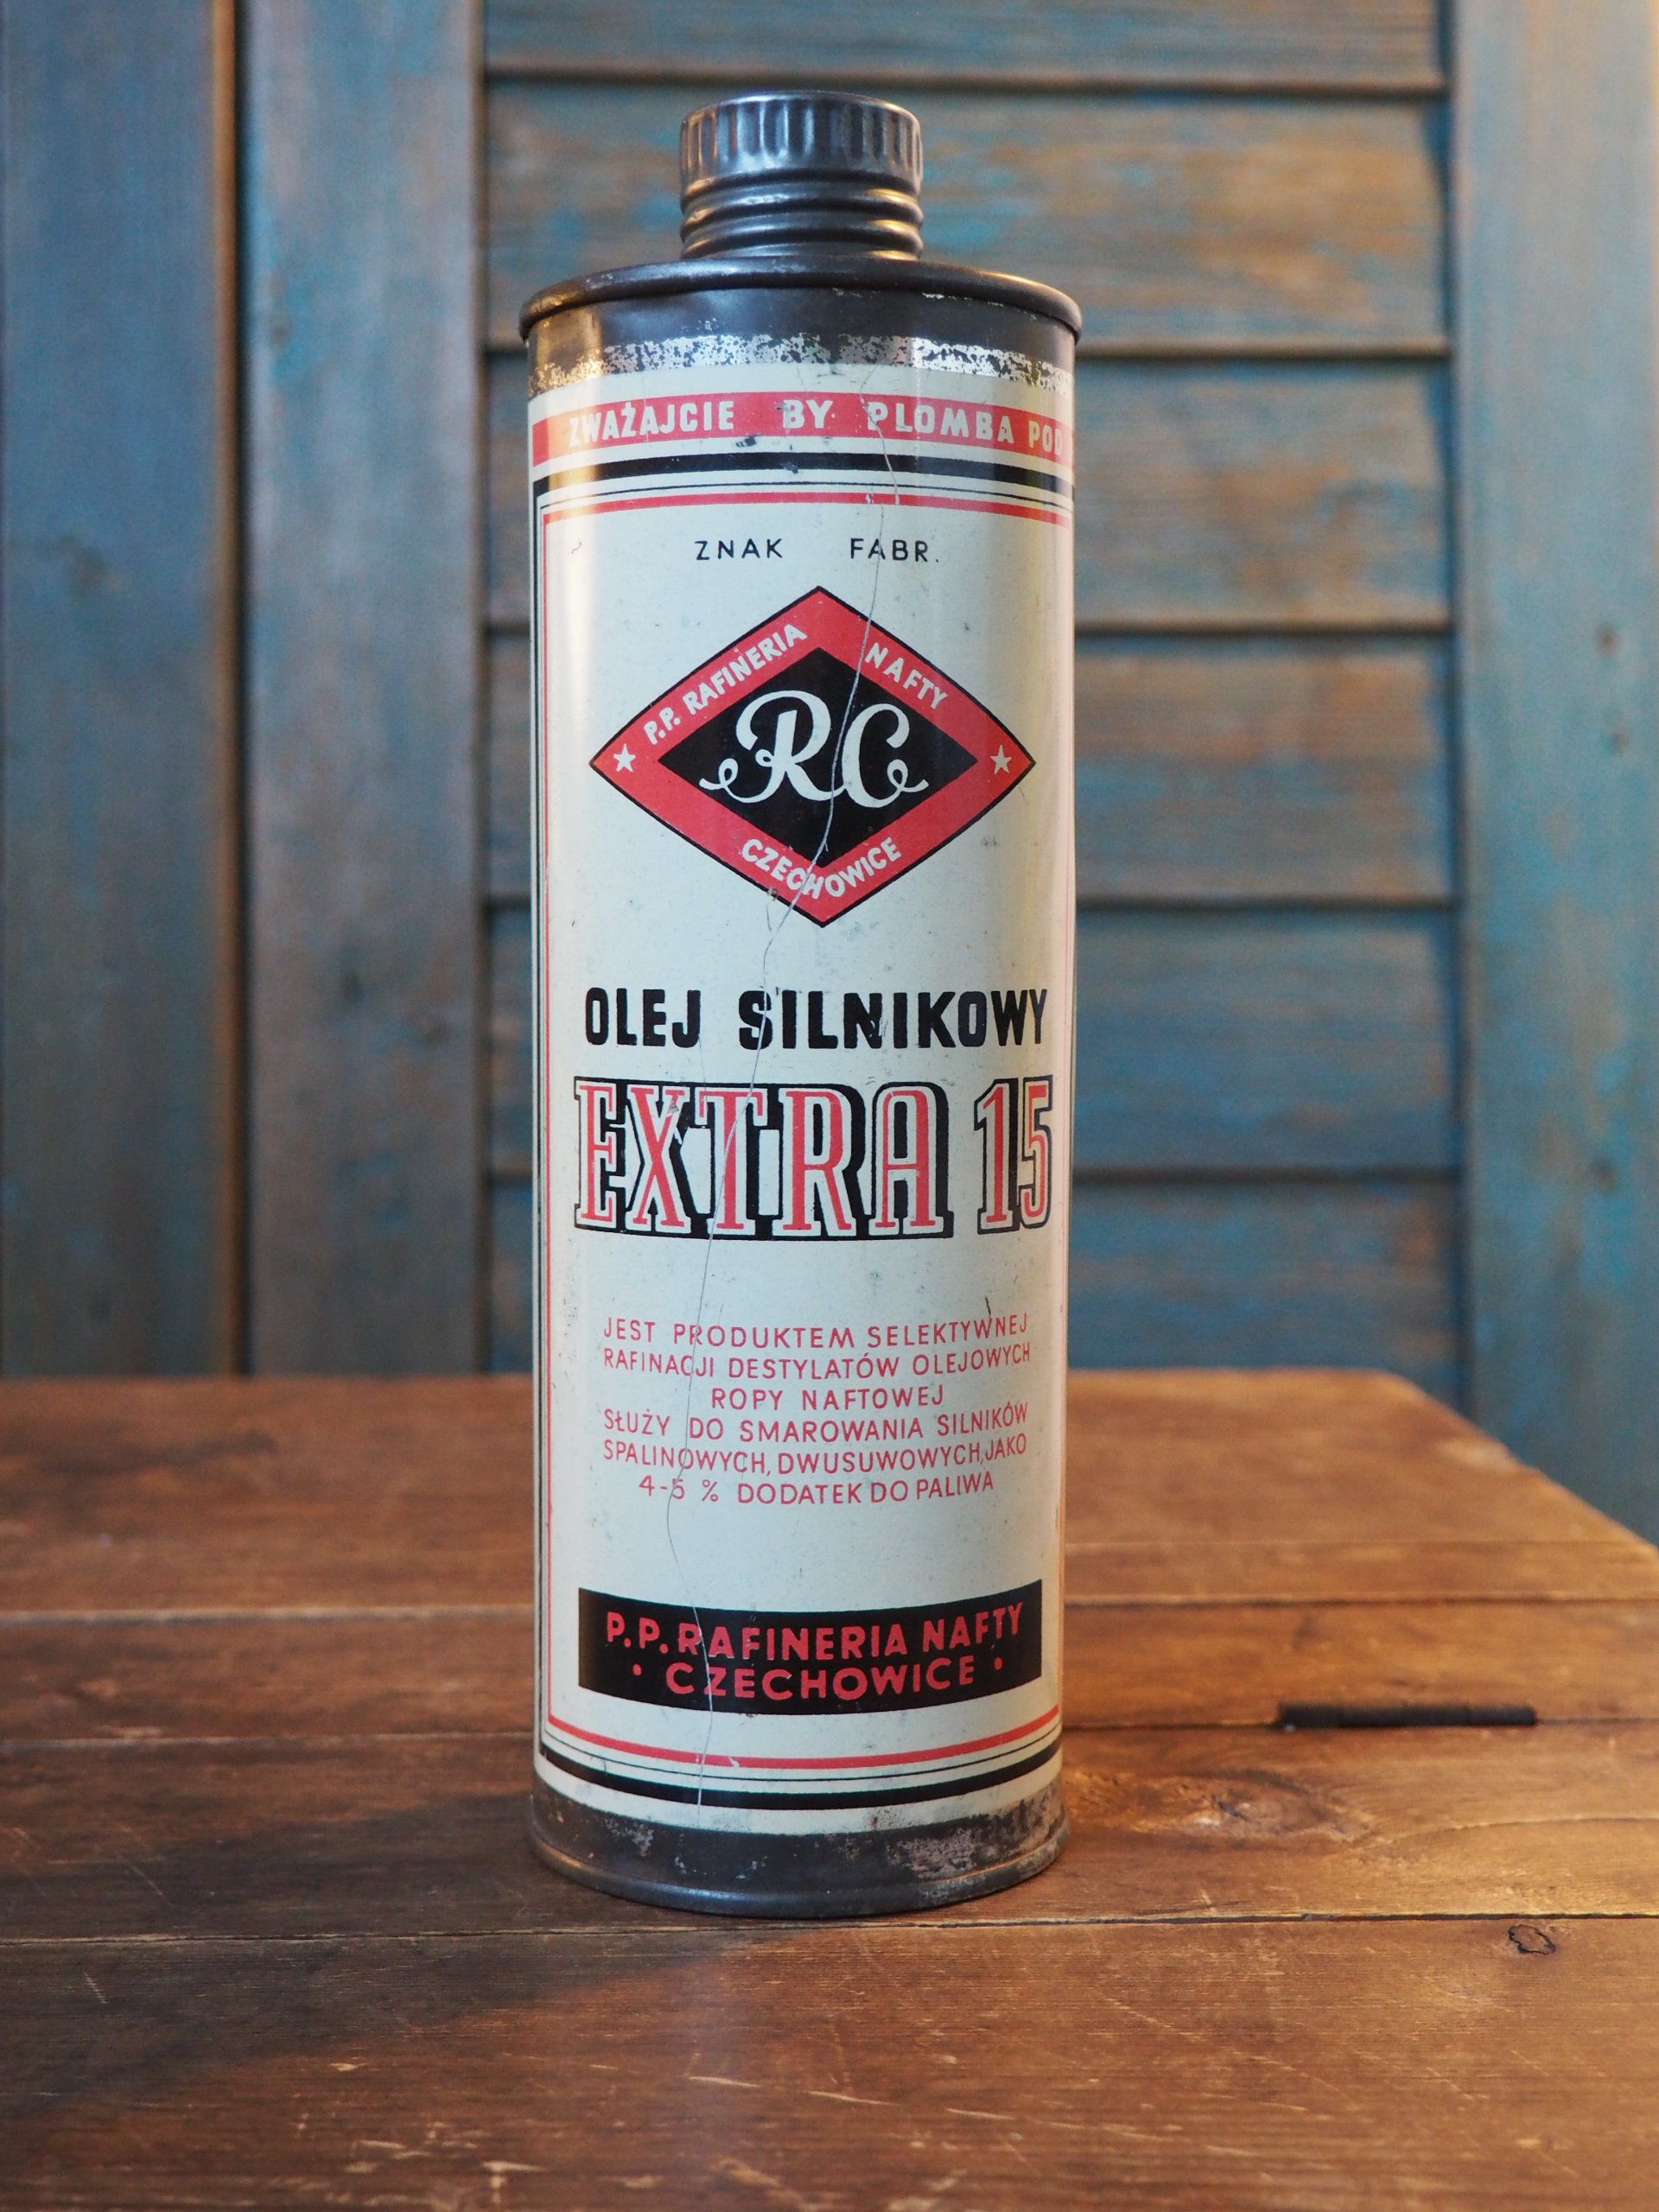 ZWAŻAJCIE BY PLOMBA POD
ZNAK FABR.
P.P. RAFINERIA NAFTY
RC
CZECHOWICE
OLEJ SILNIKOWY
EXTRA 15
JEST PRODUKTEM SELEKTYWNEJ
RAFINACJI DESTYLATÓW OLEJOWYCH
ROPY NAFTOWEJ
SŁUŻY DO SMAROWANIA SILNIKÓW
SPALINOWYCH, DWUSUWOWYCH, JAKO
4-5 % DODATEK DO PALIWA
P.P. RAFINERIA NAFTY
• CZECHOWICE •